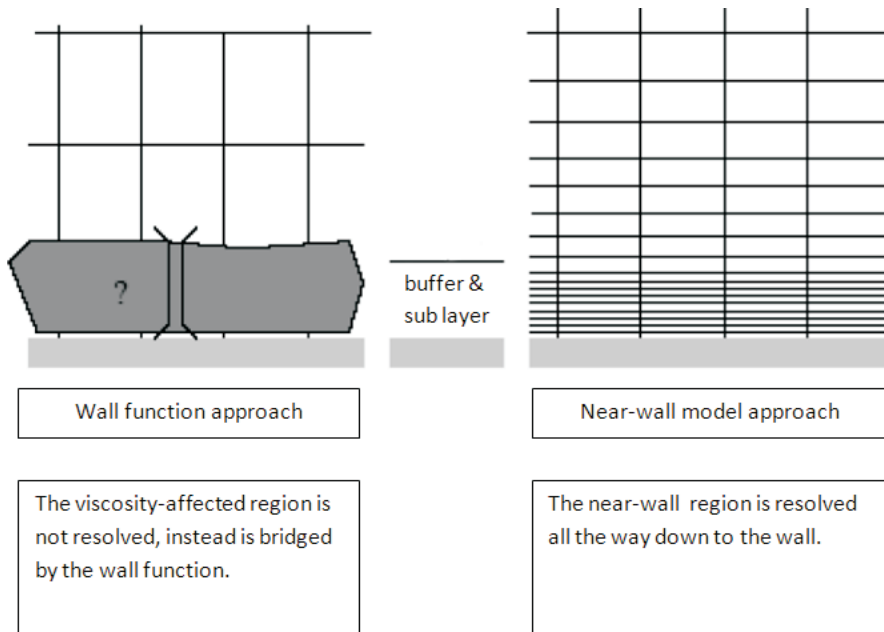 ?
buffer &
sub layer
Wall function approach
Near-wall model approach
The viscosity-affected region is
not resolved, instead is bridged
by the wall function.
The near-wall region is resolved
all the way down to the wall.